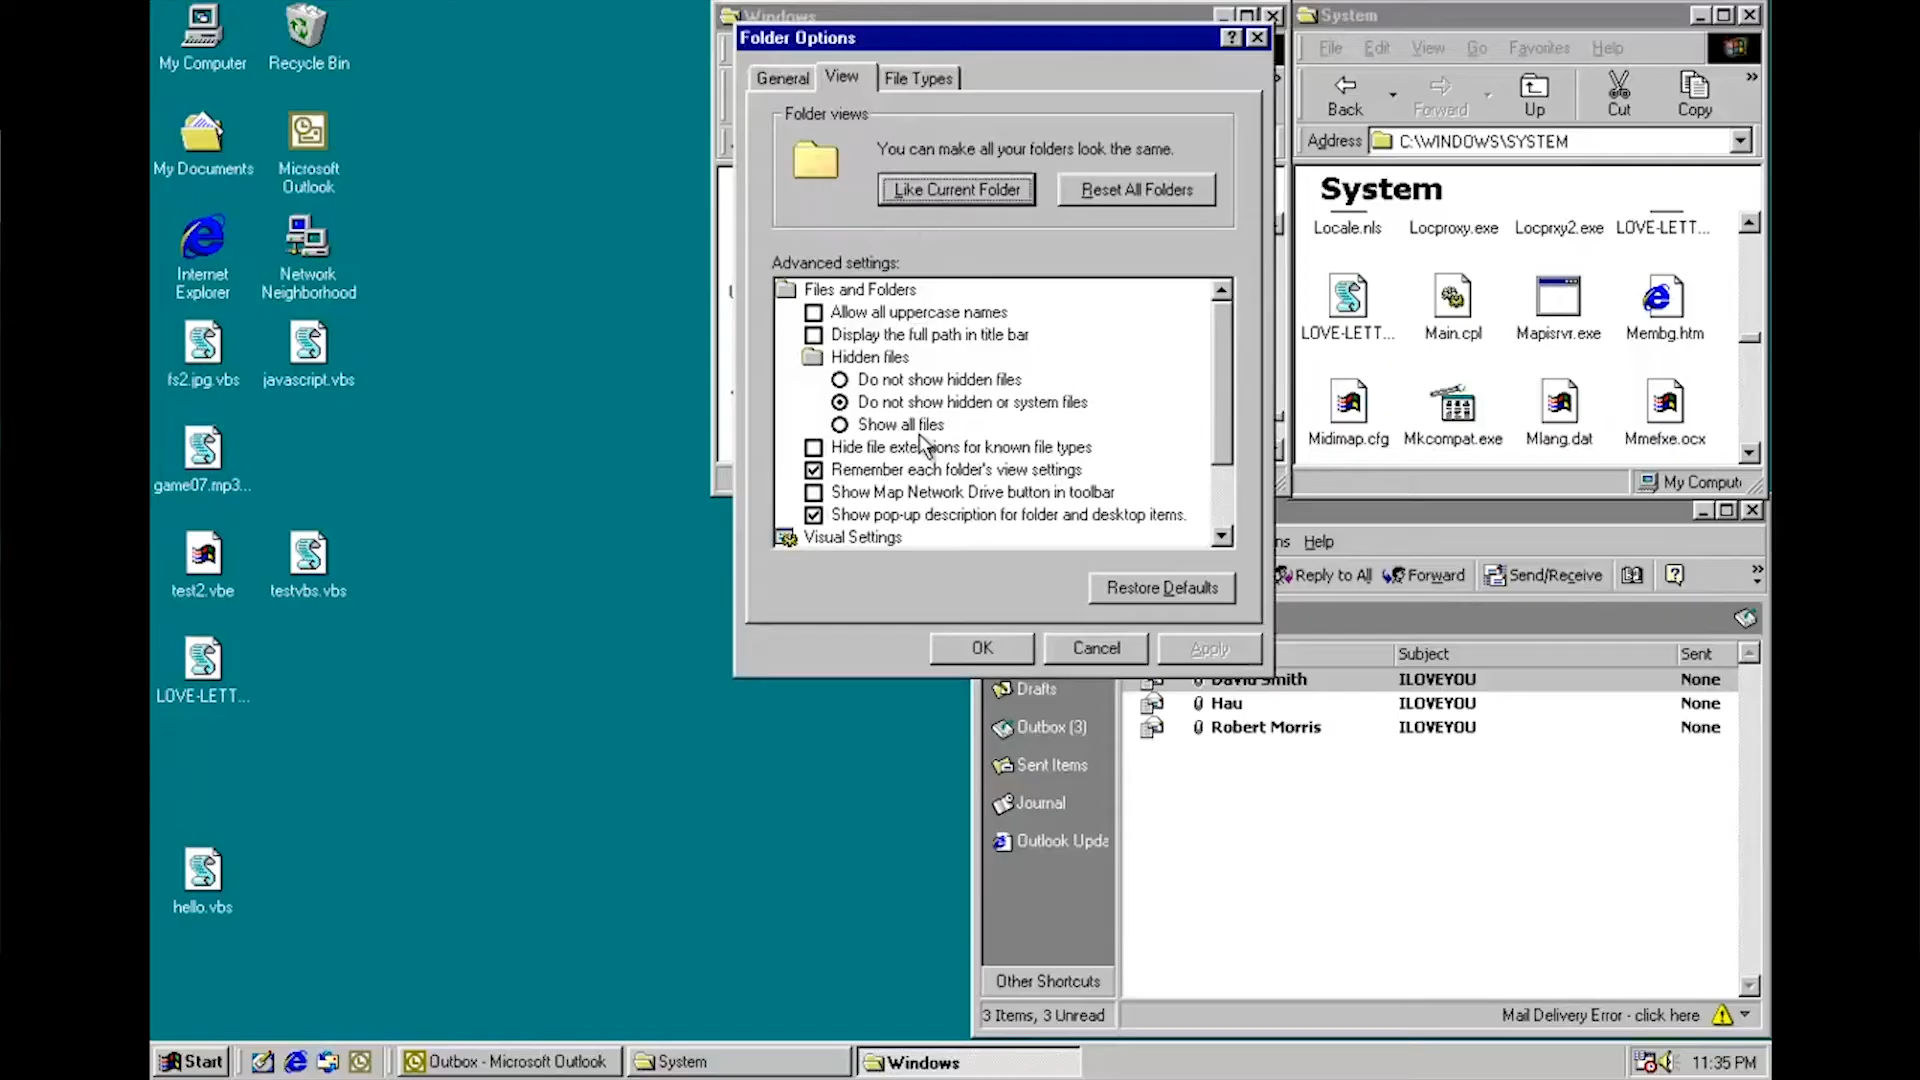 My Computer
Recycle Bin
My Documents
Microsoft
Outlook
Internet
Explorer
Network
Neighborhood
fs2.jpg.vbs
javascript.vbs
game07.mp3...
test2.vbe
testvbs.vbs
LOVE-LETT...
hello.vbs
Windows
Folder Options
General
View
File Types
Folder views
You can make all your folders look the same.
Like Current Folder
Reset All Folders
Advanced settings:
Files and Folders
Allow all uppercase names
Display the full path in title bar
Hidden files
Do not show hidden files
Do not show hidden or system files
Show all files
Hide file extensions for known file types
Remember each folder's view settings
Show Map Network Drive button in toolbar
Show pop-up description for folder and desktop items.
Visual Settings
Restore Defaults
OK
Cancel
Apply
System
File Edit View Go Favorites Help
Back Forward Up Cut Copy
Address C:\WINDOWS\SYSTEM
System
Locale.nls Locproxy.exe Locprxy2.exe LOVE-LETT...
LOVE-LETT... Main.cpl Mapisrvr.exe Membg.htm
Midimap.cfg Mkcompat.exe Mlang.dat Mmefxe.ocx
My Comput
ns Help
Reply to All Forward Send/Receive
Subject Sent
David Smith ILOVEYOU None
Hau ILOVEYOU None
Robert Morris ILOVEYOU None
Drafts
Outbox (3)
Sent Items
Journal
Outlook Upda
Other Shortcuts
3 Items, 3 Unread
Mail Delivery Error - click here
Start
Outbox - Microsoft Outlook
System
Windows
11:35 PM